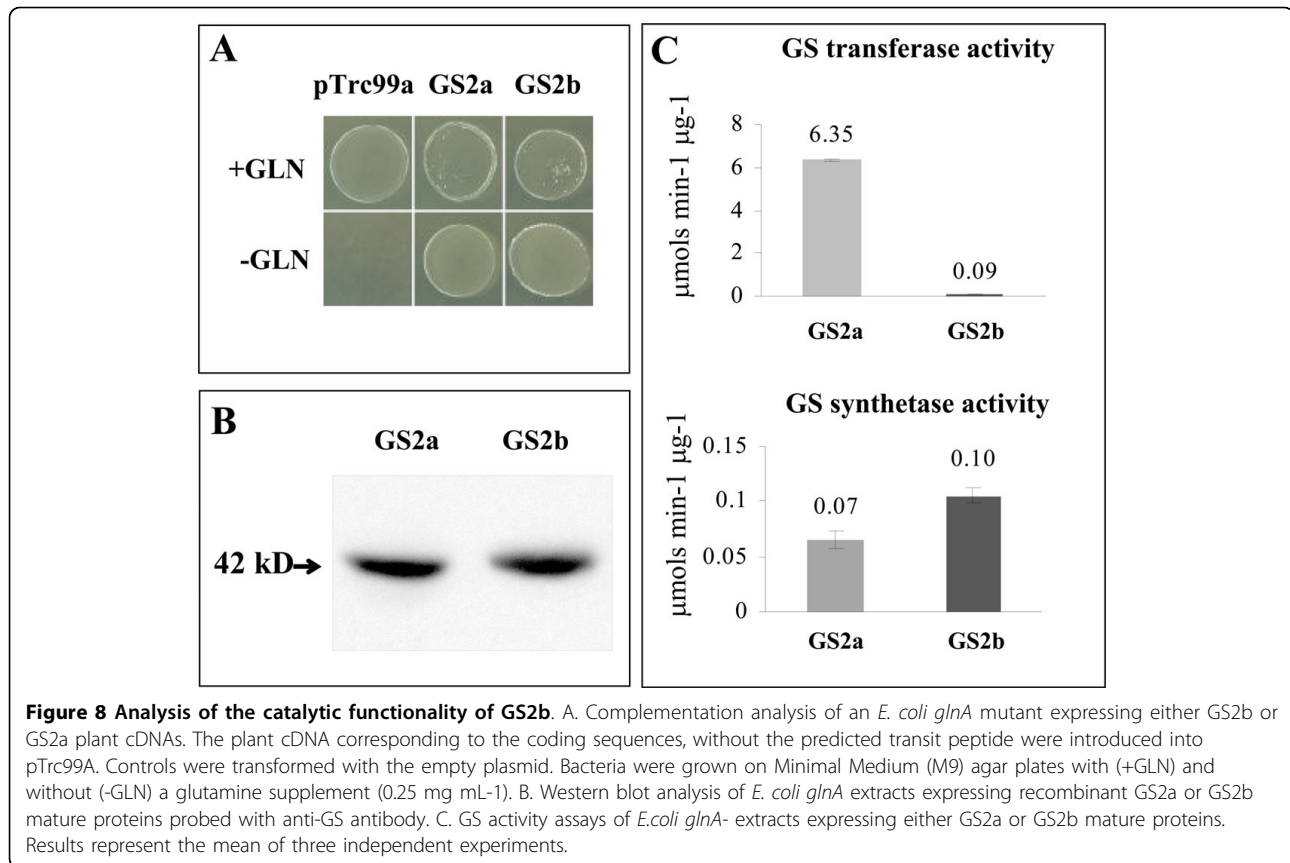 A
pTrc99a GS2a GS2b
+GLN
-GLN
B
GS2a GS2b
42 kD→
C
GS transferase activity
µmols min-1 µg-1
8
6
4
2
0
6.35
0.09
GS2a GS2b
GS synthetase activity
µmols min-1 µg-1
0.15
0.1
0.05
0
0.07
0.10
GS2a GS2b
Figure 8 Analysis of the catalytic functionality of GS2b. A. Complementation analysis of an E. coli glnA mutant expressing either GS2b or
GS2a plant cDNAs. The plant cDNA corresponding to the coding sequences, without the predicted transit peptide were introduced into
pTrc99A. Controls were transformed with the empty plasmid. Bacteria were grown on Minimal Medium (M9) agar plates with (+GLN) and
without (-GLN) a glutamine supplement (0.25 mg mL-1). B. Western blot analysis of E. coli glnA extracts expressing recombinant GS2a or GS2b
mature proteins probed with anti-GS antibody. C. GS activity assays of E.coli glnA- extracts expressing either GS2a or GS2b mature proteins.
Results represent the mean of three independent experiments.